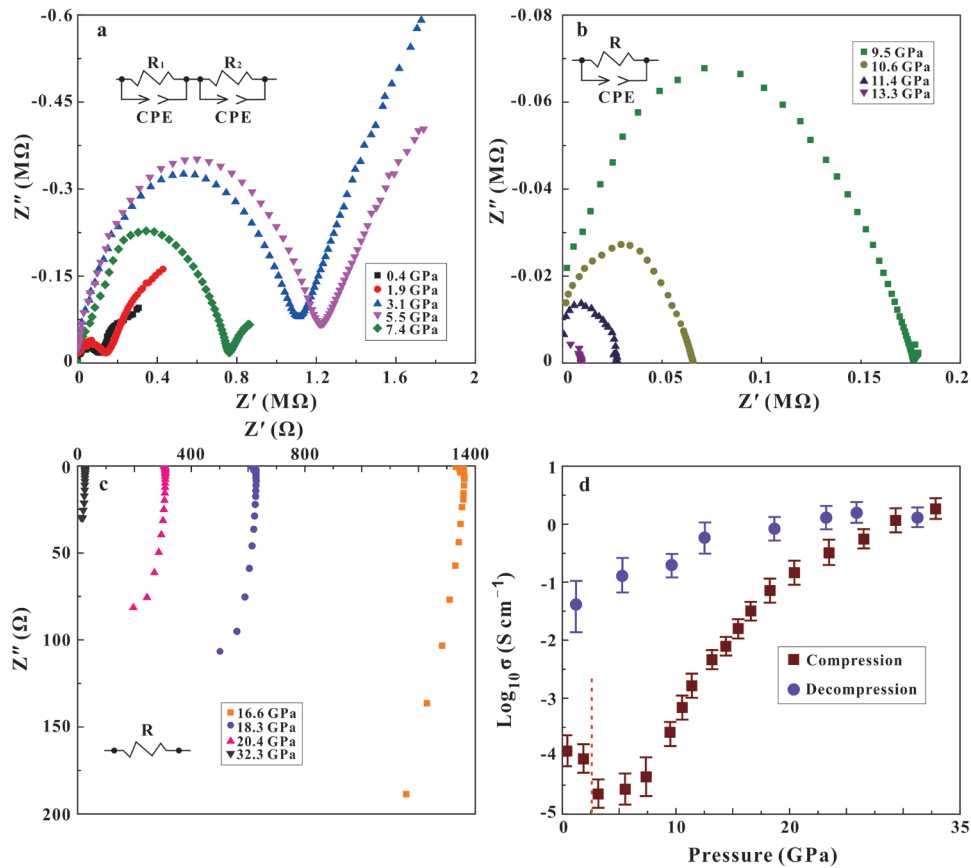 a
-0.6
-0.45
-0.3
-0.15
0
Z″ (MΩ)
R₁ R₂
CPE CPE
0.4 GPa
1.9 GPa
3.1 GPa
5.5 GPa
7.4 GPa
0 0.4 0.8 1.2 1.6 2
Z′ (MΩ)
b
-0.08
-0.06
-0.04
-0.02
0
Z″ (MΩ)
R
CPE
9.5 GPa
10.6 GPa
11.4 GPa
13.3 GPa
0 0.05 0.1 0.15 0.2
Z′ (MΩ)
Z′ (Ω)
0 200 400 600 800 1000 1400
c
0
50
100
150
200
Z″ (Ω)
R
16.6 GPa
18.3 GPa
20.4 GPa
32.3 GPa
d
1
0
-1
-2
-3
-4
-5
Log₁₀ σ (S cm⁻¹)
Compression
Decompression
0 10 20 35
Pressure (GPa)